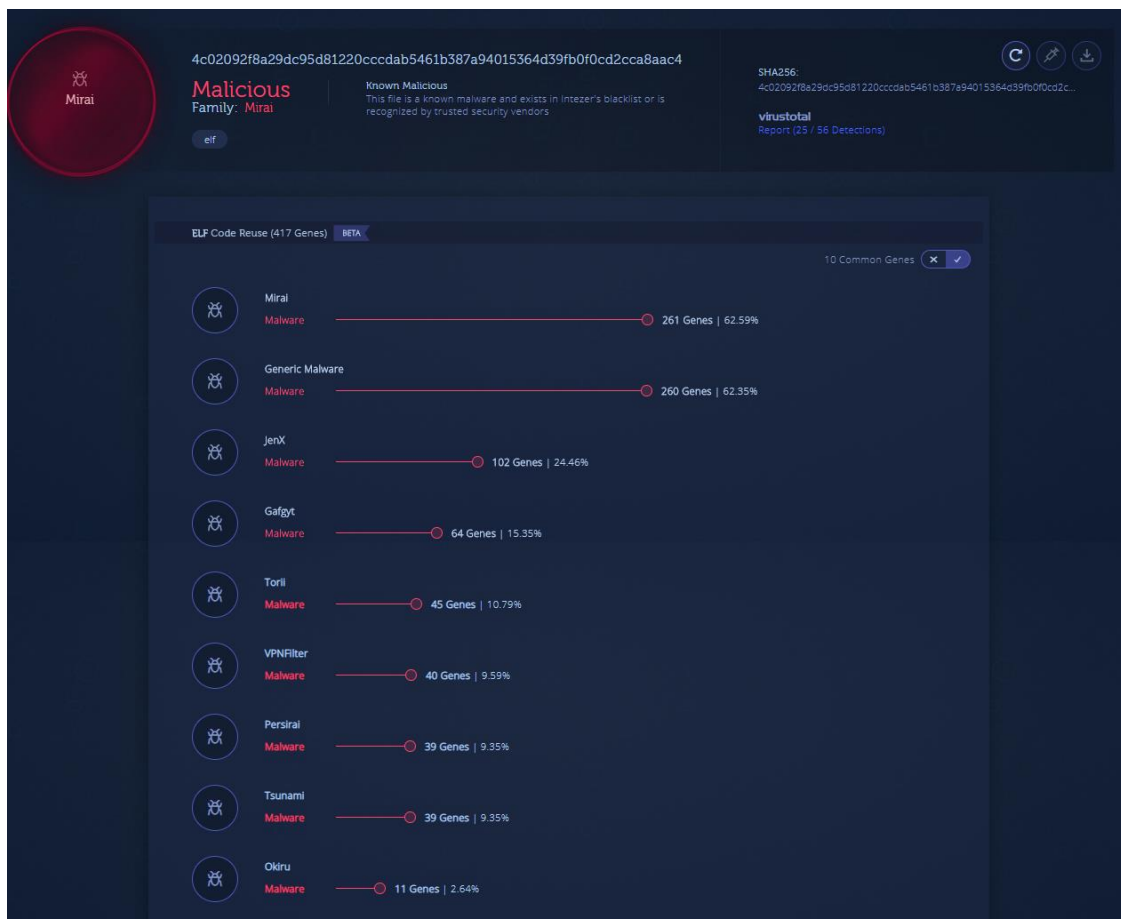 Mirai
4c02092f8a29dc95d81220cccdab5461b387a94015364d39fb0f0cd2cca8aac4
Malicious
Family: Mirai
Known Malicious
This file is a known malware and exists in Intezer's blacklist or is
recognized by trusted security vendors
elf
SHA256:
4c02092f8a29dc95d81220cccdab5461b387a94015364d39fb0f0cd2c...
virustotal
Report (25 / 56 Detections)
ELF Code Reuse (417 Genes) BETA
10 Common Genes
Mirai
Malware 261 Genes | 62.59%
Generic Malware
Malware 260 Genes | 62.35%
JenX
Malware 102 Genes | 24.46%
Gafgyt
Malware 64 Genes | 15.35%
Torii
Malware 45 Genes | 10.79%
VPNFilter
Malware 40 Genes | 9.59%
Persirai
Malware 39 Genes | 9.35%
Tsunami
Malware 39 Genes | 9.35%
Okiru
Malware 11 Genes | 2.64%